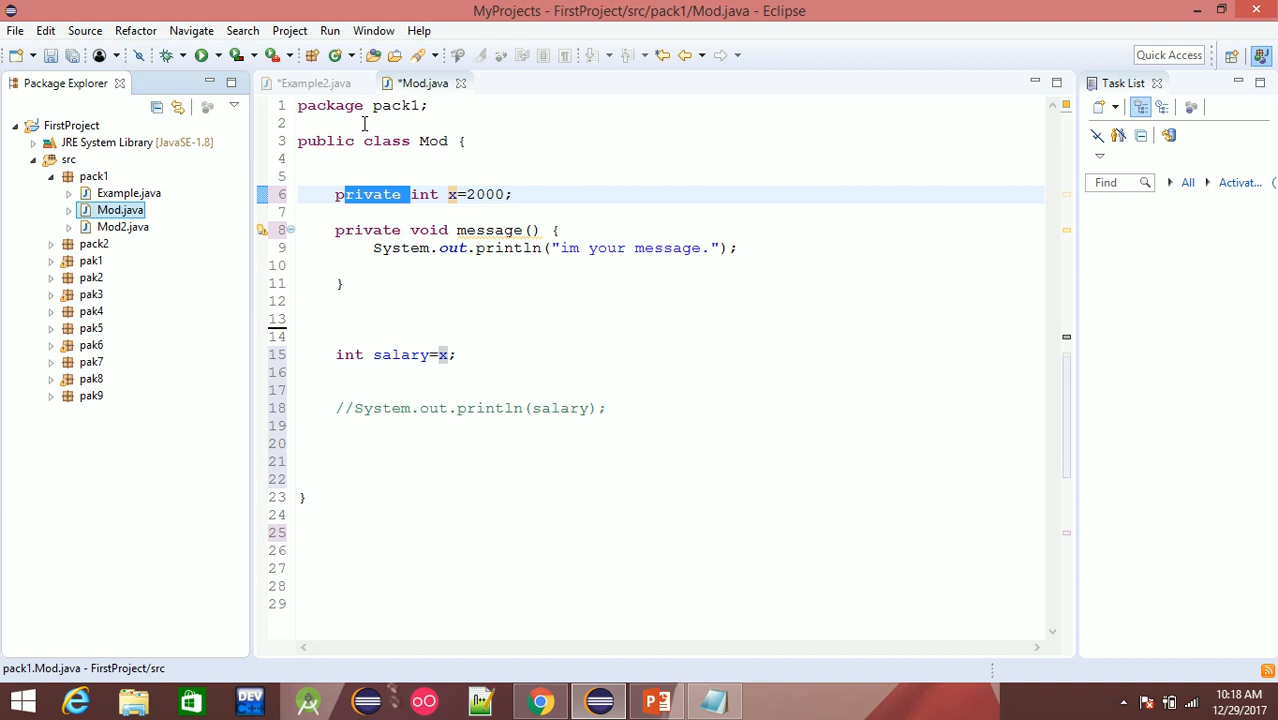 MyProjects - FirstProject/src/pack1/Mod.java - Eclipse
File Edit Source Refactor Navigate Search Project Run Window Help
Quick Access
Package Explorer
*Example2.java
*Mod.java
Task List
FirstProject
JRE System Library [JavaSE-1.8]
src
pack1
Example.java
Mod.java
Mod2.java
pack2
pak1
pak2
pak3
pak4
pak5
pak6
pak7
pak8
pak9
1 package pack1;
2
3 public class Mod {
4
5
6 private int x=2000;
7
8 private void message() {
9 System.out.println("im your message.");
10
11 }
12
13
14
15 int salary=x;
16
17
18 //System.out.println(salary);
19
20
21
22
23 }
24
25
26
27
28
29
Find All Activat...
pack1.Mod.java - FirstProject/src
DEV
10:18 AM
12/29/2017